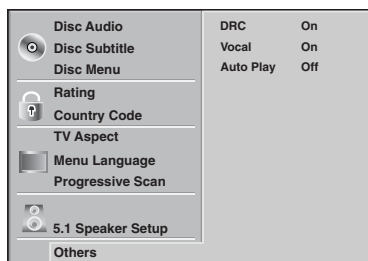 Disc Audio
Disc Subtitle
Disc Menu
Rating
Country Code
TV Aspect
Menu Language
Progressive Scan
5.1 Speaker Setup
Others
DRC On
Vocal On
Auto Play Off